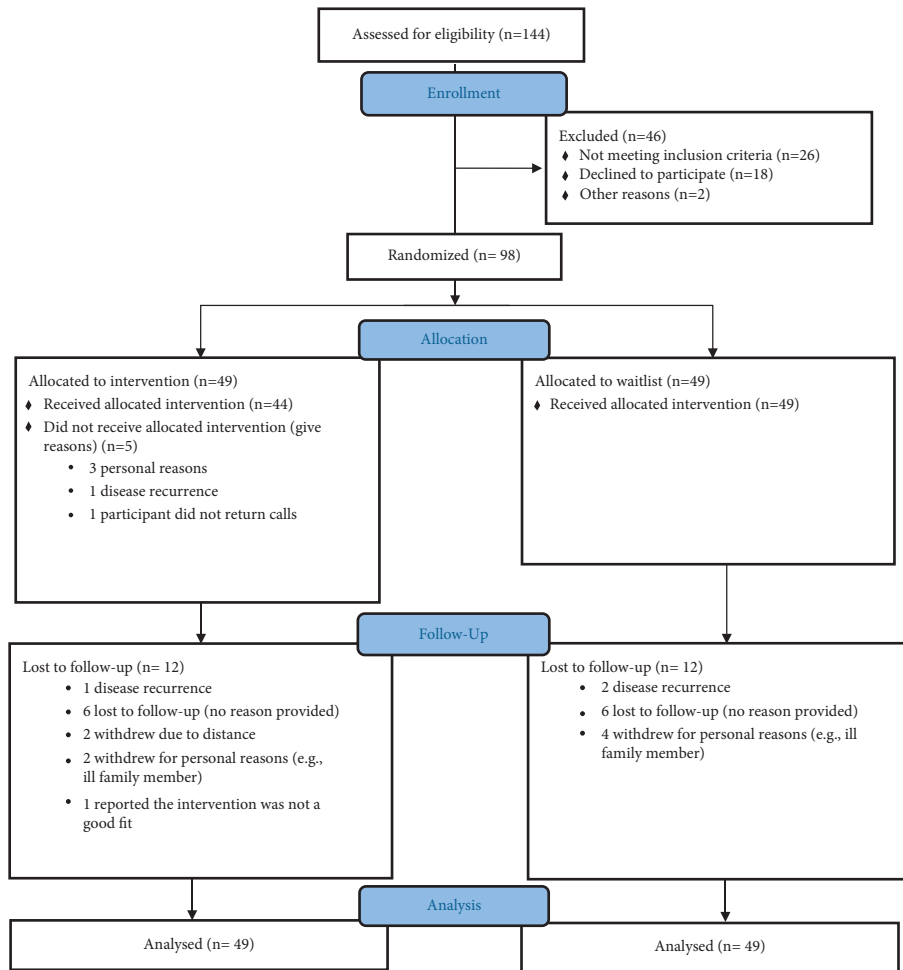 Assessed for eligibility (n=144)
Enrollment
Excluded (n=46)
♦ Not meeting inclusion criteria (n=26)
♦ Declined to participate (n=18)
♦ Other reasons (n=2)
Randomized (n= 98)
Allocation
Allocated to intervention (n=49)
♦ Received allocated intervention (n=44)
♦ Did not receive allocated intervention (give
reasons) (n=5)
• 3 personal reasons
• 1 disease recurrence
• 1 participant did not return calls
Allocated to waitlist (n=49)
♦ Received allocated intervention (n=49)
Follow-Up
Lost to follow-up (n= 12)
• 1 disease recurrence
• 6 lost to follow-up (no reason provided)
• 2 withdrew due to distance
• 2 withdrew for personal reasons (e.g.,
ill family member)
• 1 reported the intervention was not a
good fit
Lost to follow-up (n= 12)
• 2 disease recurrence
• 6 lost to follow-up (no reason provided)
• 4 withdrew for personal reasons (e.g., ill
family member)
Analysis
Analysed (n= 49)
Analysed (n= 49)